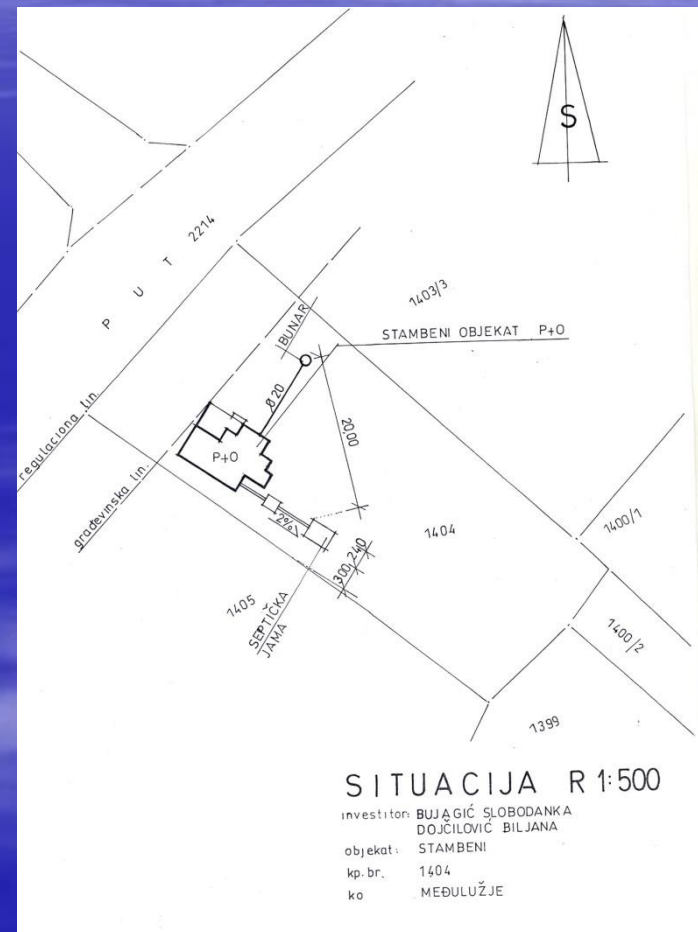 S
P U T 2214
1403/3
BUNAR
STAMBENI OBJEKAT P+O
ø20
20,00
regulaciona lin.
građevinska lin.
P+O
2%
1404
1400/1
300
240
1405
SEPTIČKA
JAMA
1400/2
1399
SITUACIJA R 1:500
investitor: BUJAGIĆ SLOBODANKA
DOJČILOVIĆ BILJANA
objekat: STAMBENI
kp.br. 1404
ko MEĐULUŽJE